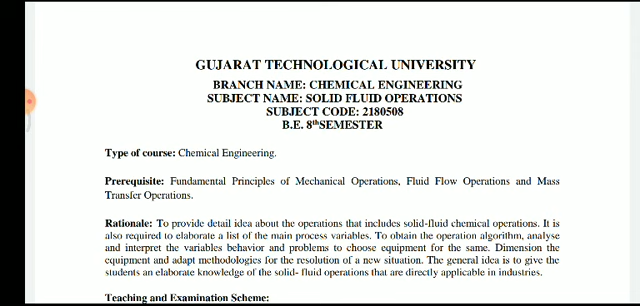 GUJARAT TECHNOLOGICAL UNIVERSITY
BRANCH NAME: CHEMICAL ENGINEERING
SUBJECT NAME: SOLID FLUID OPERATIONS
SUBJECT CODE: 2180508
B.E. 8thSEMESTER
Type of course: Chemical Engineering.
Prerequisite: Fundamental Principles of Mechanical Operations, Fluid Flow Operations and Mass
Transfer Operations.
Rationale: To provide detail idea about the operations that includes solid-fluid chemical operations. It is
also required to elaborate a list of the main process variables. To obtain the operation algorithm, analyse
and interpret the variables behavior and problems to choose equipment for the same. Dimension the
equipment and adapt methodologies for the resolution of a new situation. The general idea is to give the
students an elaborate knowledge of the solid- fluid operations that are directly applicable in industries.
Teaching and Examination Scheme: